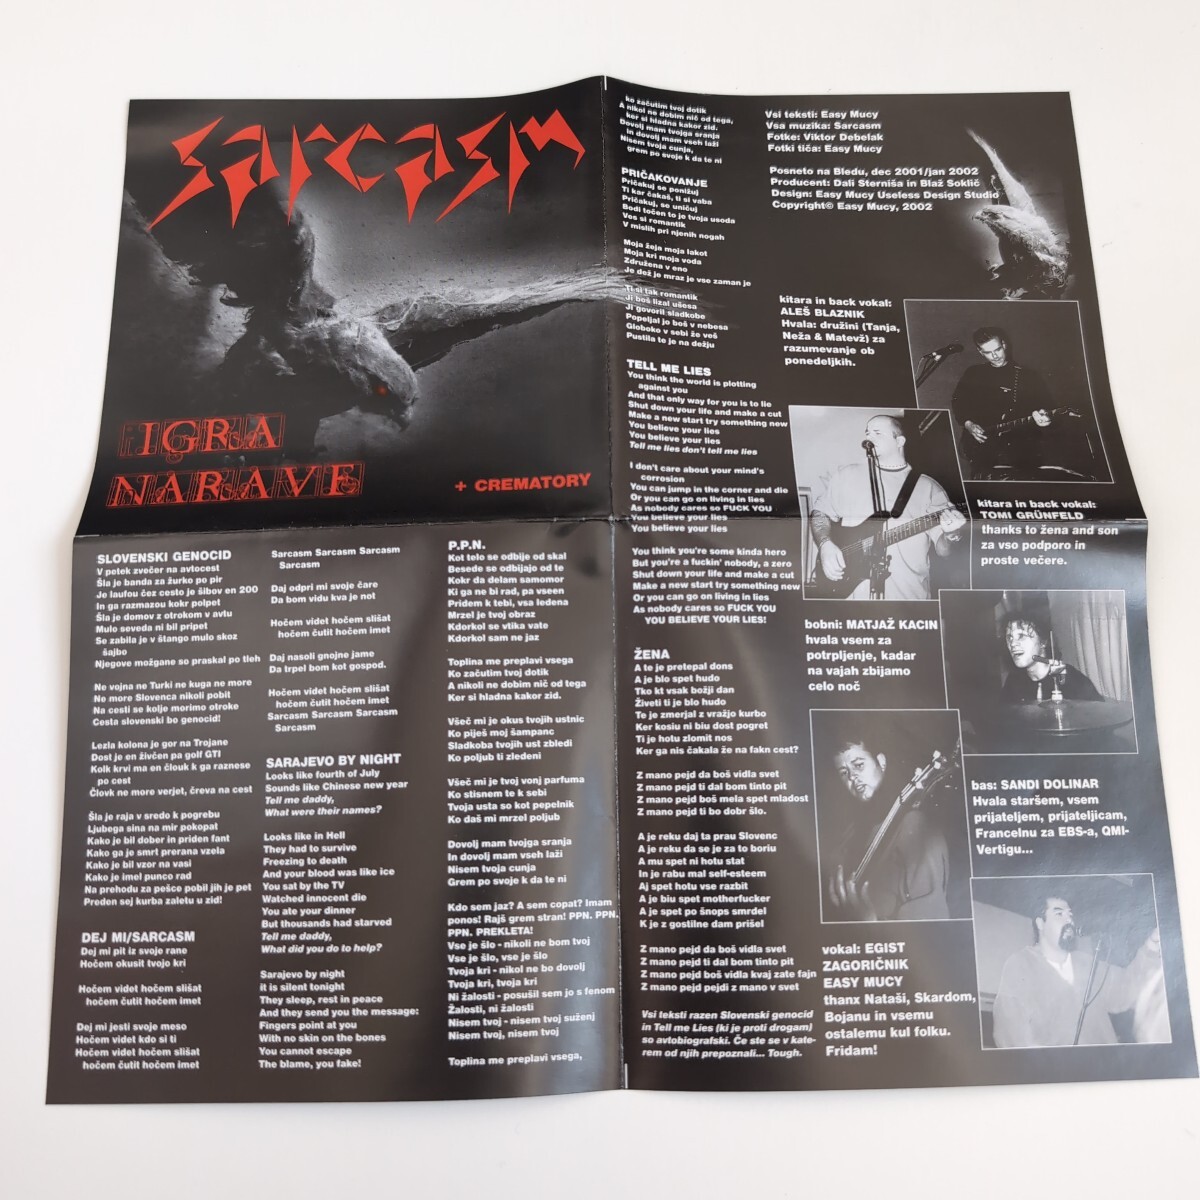 sarcasm
IGRA
NARAVE
+ CREMATORY
SLOVENSKI GENOCID
V petek zvečer na avtocest
Šla je banda za žurko po pir
Je laufou čez cesto je šibov en 200
In ga razmazou kokr polpet
Šla je domov z otrokom v avtu
Mulo seveda ni bil pripet
Se zabila je v štango mulo skoz
šajbo
Njegove možgane so praskal po tleh
Ne vojna ne Turki ne kuga ne more
Ne more Slovenca nikoli pobit
Na cesti se kolje morimo otroke
Cesta slovenski bo genocid!
Lezla kolona je gor na Trojane
Dost je en živčen pa golf GTI
Kolk krvi ma en človk k ga raznese
po cest
Človk ne more verjet, čreva na cest
Šla je raja v sredo k pogrebu
Ljubega sina na mir pokopat
Kako je bil dober in priden fant
Kako ga je smrt prerana vzela
Kako je bil vzor na vasi
Kako je imel punco rad
Na prehodu za pešce pobil jih je pet
Preden sej kurba zaletu u zid!
DEJ MI/SARCASM
Dej mi pit iz svoje rane
Hočem okusit tvojo kri
Hočem videt hočem slišat
hočem čutit hočem imet
Dej mi jesti svoje meso
Hočem videt kdo si ti
Hočem videt hočem slišat
hočem čutit hočem imet
Sarcasm Sarcasm Sarcasm
Sarcasm
Daj odpri mi svoje čare
Da bom vidu kva je not
Hočem videt hočem slišat
hočem čutit hočem imet
Daj nasoli gnojne jame
Da trpel bom kot gospod.
Hočem videt hočem slišat
hočem čutit hočem imet
Sarcasm Sarcasm Sarcasm
Sarcasm
SARAJEVO BY NIGHT
Looks like fourth of July
Sounds like Chinese new year
Tell me daddy,
What were their names?
Looks like in Hell
They had to survive
Freezing to death
And your blood was like ice
You sat by the TV
Watched innocent die
You ate your dinner
But thousands had starved
Tell me daddy,
What did you do to help?
Sarajevo by night
it is silent tonight
They sleep, rest in peace
And they send you the message:
Fingers point at you
With no skin on the bones
You cannot escape
The blame, you fake!
P.P.N.
Kot telo se odbije od skal
Besede se odbijajo od te
Kokr da delam samomor
Ki ga ne bi rad, pa vseen
Pridem k tebi, vsa ledena
Mrzel je tvoj obraz
Kdorkol se vtika vate
Kdorkol sam ne jaz
Toplina me preplavi vsega
Ko začutim tvoj dotik
A nikoli ne dobim nič od tega
Ker si hladna kakor zid.
Všeč mi je okus tvojih ustnic
Ko piješ moj šampanc
Sladkoba tvojih ust zbledi
Ko poljub ti zledeni
Všeč mi je tvoj vonj parfuma
Ko stisnem te k sebi
Tvoja usta so kot pepelnik
Ko daš mi mrzel poljub
Dovolj mam tvojga sranja
In dovolj mam vseh laži
Nisem tvoja cunja
Grem po svoje k da te ni
Kdo sem jaz? A sem copat? Imam
ponos! Rajš grem stran! PPN. PPN.
PPN. PREKLETA!
Vse je šlo - nikoli ne bom tvoj
Vse je šlo, vse je šlo
Tvoja kri - nikol ne bo dovolj
Tvoja kri, tvoja kri
Ni žalosti - posušil sem jo s fenom
Žalosti, ni žalosti
Nisem tvoj - nisem tvoj suženj
Nisem tvoj, nisem tvoj
Toplina me preplavi vsega,
ko začutim tvoj dotik
A nikol ne dobim nič od tega,
ker si hladna kakor zid.
Dovolj mam tvojga sranja
in dovolj mam vseh laži
Nisem tvoja cunja,
grem po svoje k da te ni
PRIČAKOVANJE
Pričakuj se ponižuj
Ti kar čakaš, ti si vaba
Pričakuj, se uničuj
Bodi točen to je tvoja usoda
Ves si romantik
V mislih pri njenih nogah
Moja žeja moja lakot
Moja kri moja voda
Združena v eno
Je dež je mraz je vse zaman je
Ti si tak romantik
Ji boš lizal ušesa
Ji govoril sladkobe
Popeljal jo boš v nebesa
Globoko v sebi že veš
Pustila te je na dežju
TELL ME LIES
You think the world is plotting
against you
And that only way for you is to lie
Shut down your life and make a cut
Make a new start try something new
You believe your lies
You believe your lies
Tell me lies don't tell me lies
I don't care about your mind's
corrosion
You can jump in the corner and die
Or you can go on living in lies
As nobody cares so FUCK YOU
You believe your lies
You believe your lies
You think you're some kinda hero
But you're a fuckin' nobody, a zero
Shut down your life and make a cut
Make a new start try something new
Or you can go on living in lies
As nobody cares so FUCK YOU
YOU BELIEVE YOUR LIES!
ŽENA
A te je pretepal dons
A je blo spet hudo
Tko kt vsak božji dan
Živeti ti je blo hudo
Te je zmerjal z vražjo kurbo
Ker kosiu ni biu dost pogret
Ti je hotu zlomit nos
Ker ga nis čakala že na fakn cest?
Z mano pejd da boš vidla svet
Z mano pejd ti dal bom tinto pit
Z mano pejd boš mela spet mladost
Z mano pejd ti bo dobr šlo.
A je reku daj ta prau Slovenc
A je reku da se je za to boriu
A mu spet ni hotu stat
In je rabu mal self-esteem
Aj spet hotu vse razbit
A je biu spet motherfucker
A je spet po šnops smrdel
K je z gostilne dam prišel
Z mano pejd da boš vidla svet
Z mano pejd ti dal bom tinto pit
Z mano pejd boš vidla kvaj zate fajn
Z mano pejd pejdi z mano v svet
Vsi teksti razen Slovenski genocid
in Tell me Lies (ki je proti drogam)
so avtobiografski. Če ste se v kate-
rem od njih prepoznali... Tough.
Vsi teksti: Easy Mucy
Vsa muzika: Sarcasm
Fotke: Viktor Debelak
Fotki tiča: Easy Mucy
Posneto na Bledu, dec 2001/jan 2002
Producent: Dali Sterniša in Blaž Soklič
Design: Easy Mucy Useless Design Studio
Copyright© Easy Mucy, 2002
kitara in back vokal:
ALEŠ BLAZNIK
Hvala: družini (Tanja,
Neža & Matevž) za
razumevanje ob
ponedeljkih.
kitara in back vokal:
TOMI GRÜNFELD
thanks to žena and son
za vso podporo in
proste večere.
bobni: MATJAŽ KACIN
hvala vsem za
potrpljenje, kadar
na vajah zbijamo
celo noč
bas: SANDI DOLINAR
Hvala staršem, vsem
prijateljem, prijateljicam,
Francelnu za EBS-a, QMI-
Vertigu...
vokal: EGIST
ZAGORIČNIK
EASY MUCY
thanx Nataši, Skardom,
Bojanu in vsemu
ostalemu kul folku.
Fridam!